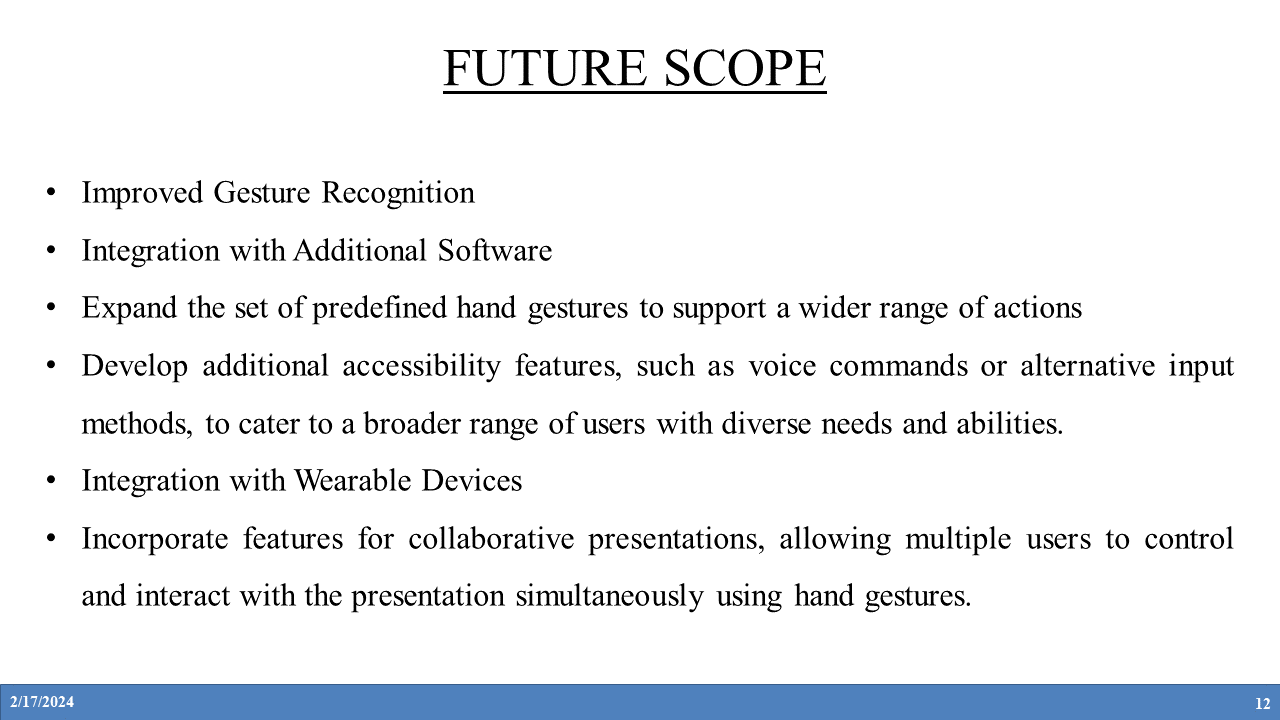 FUTURE SCOPE
• Improved Gesture Recognition
• Integration with Additional Software
• Expand the set of predefined hand gestures to support a wider range of actions
• Develop additional accessibility features, such as voice commands or alternative input
methods, to cater to a broader range of users with diverse needs and abilities.
• Integration with Wearable Devices
• Incorporate features for collaborative presentations, allowing multiple users to control
and interact with the presentation simultaneously using hand gestures.
2/17/2024
12